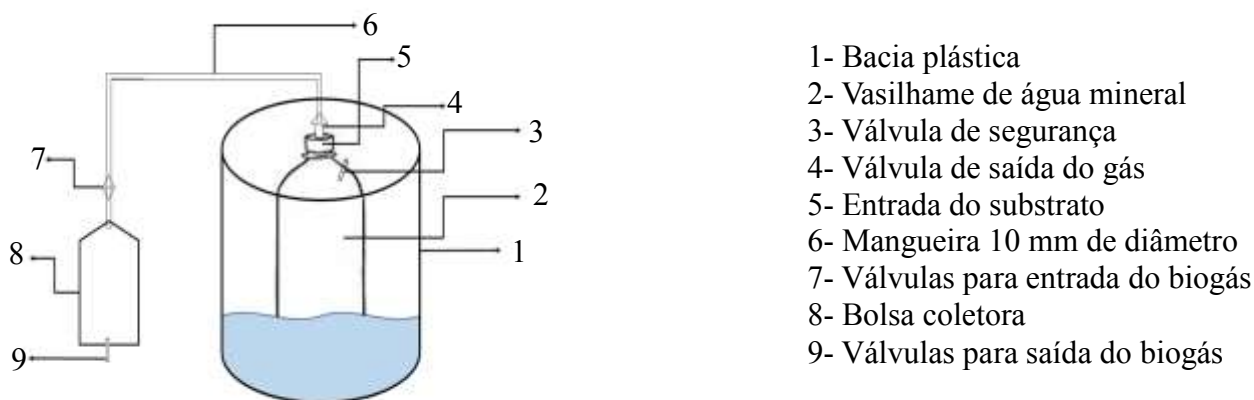 6
5
4
3
7
2
8
1
9
1- Bacia plástica
2- Vasilhame de água mineral
3- Válvula de segurança
4- Válvula de saída do gás
5- Entrada do substrato
6- Mangueira 10 mm de diâmetro
7- Válvulas para entrada do biogás
8- Bolsa coletora
9- Válvulas para saída do biogás